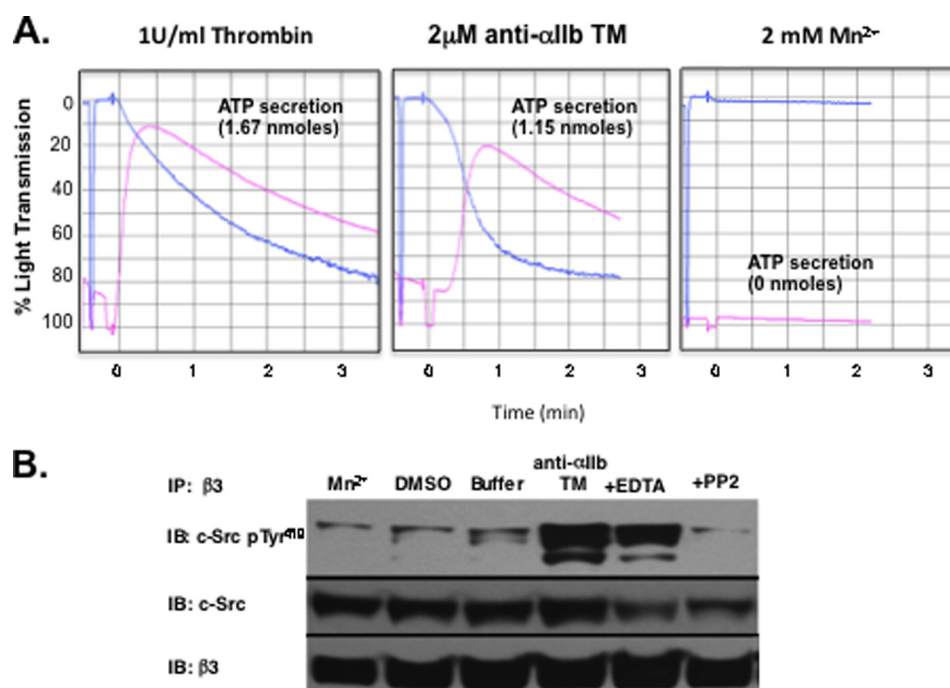 A.
1U/ml Thrombin
2μM anti-αIIb TM
2 mM Mn²⁺
ATP secretion
(1.67 nmoles)
ATP secretion
(1.15 nmoles)
ATP secretion
(0 nmoles)
% Light Transmission
0
20
40
60
80
100
0 1 2 3
0 1 2 3
0 1 2 3
Time (min)
B.
IP: β3
Mn²⁺ DMSO Buffer anti-αIIb TM +EDTA +PP2
IB: c-Src pTyr⁴¹⁹
IB: c-Src
IB: β3